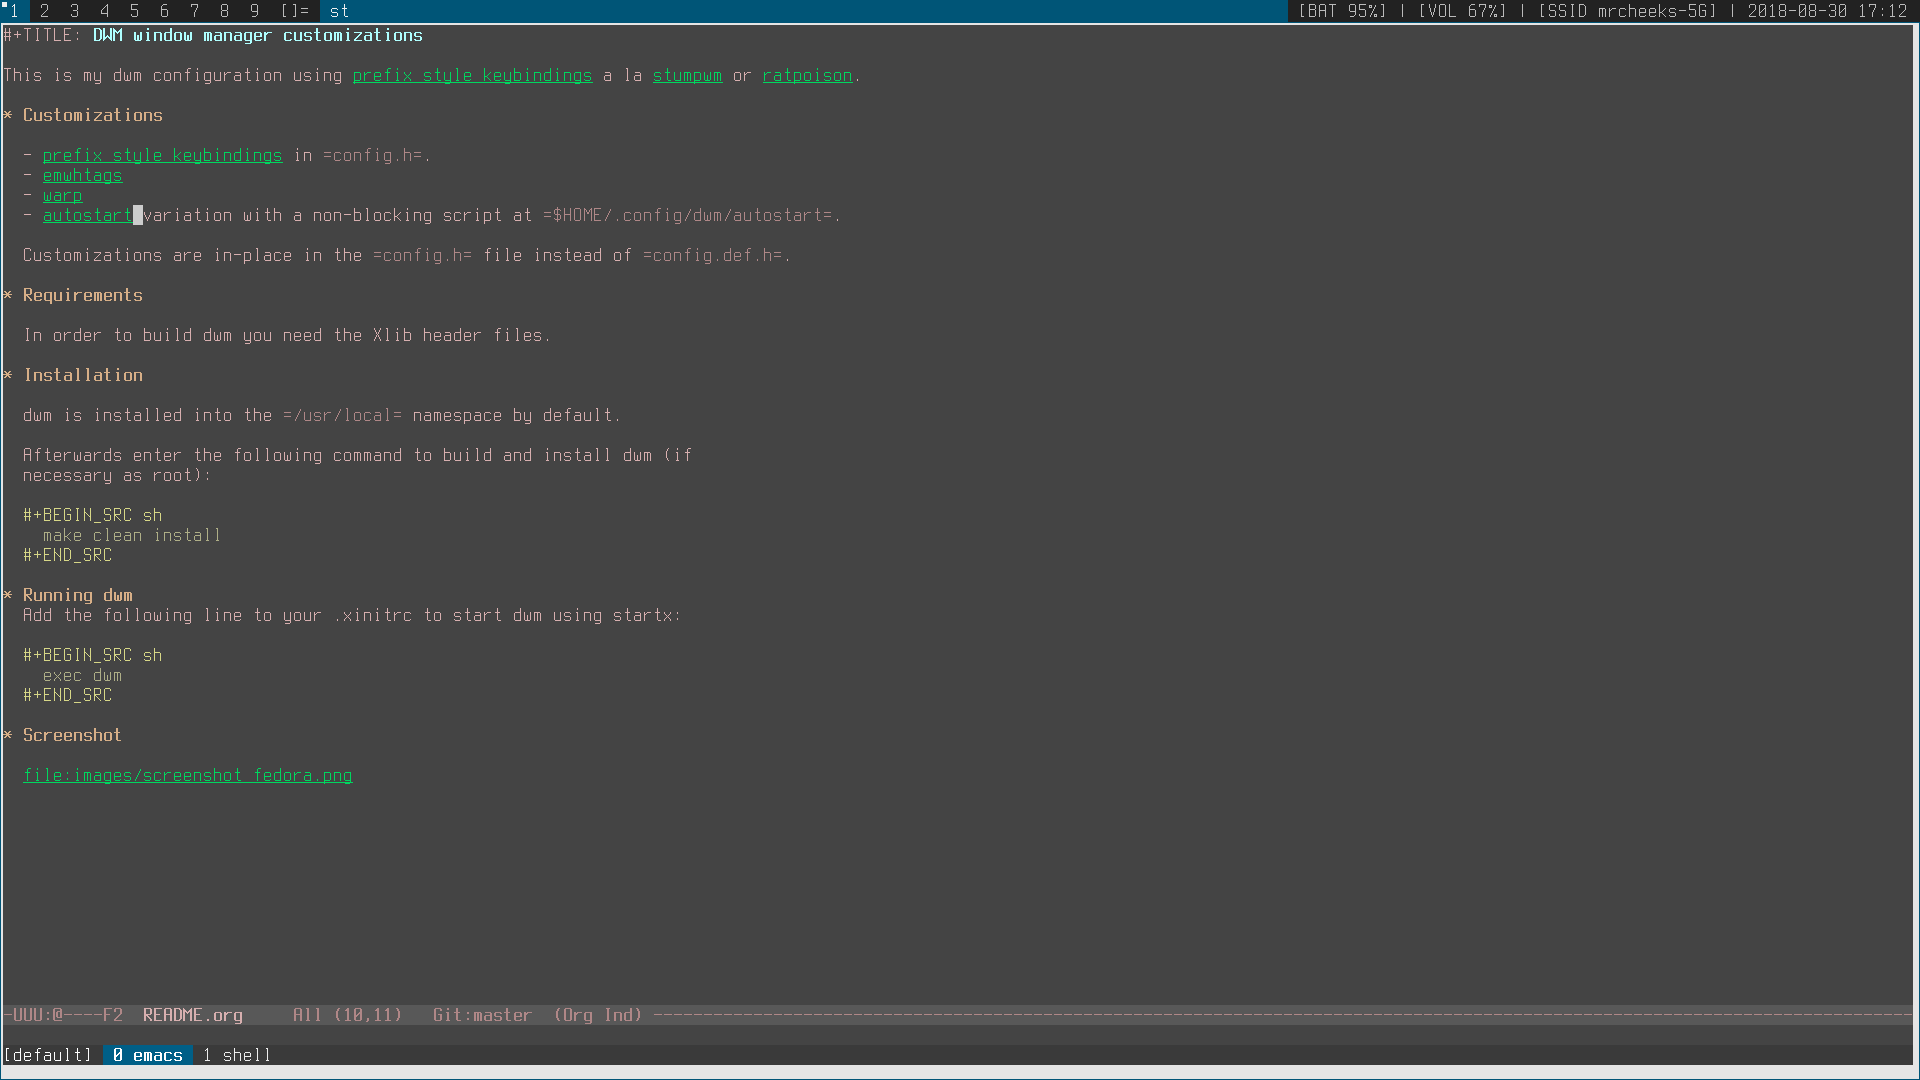 1 2 3 4 5 6 7 8 9 []= st [BAT 95%] | [VOL 67%] | [SSID mrcheeks-5G] | 2018-08-30 17:12
#+TITLE: DWM window manager customizations
This is my dwm configuration using prefix style keybindings a la stumpwm or ratpoison.
* Customizations
- prefix style keybindings in =config.h=.
- emwhtags
- warp
- autostart variation with a non-blocking script at =$HOME/.config/dwm/autostart=.
Customizations are in-place in the =config.h= file instead of =config.def.h=.
* Requirements
In order to build dwm you need the Xlib header files.
* Installation
dwm is installed into the =/usr/local= namespace by default.
Afterwards enter the following command to build and install dwm (if
necessary as root):
#+BEGIN_SRC sh
make clean install
#+END_SRC
* Running dwm
Add the following line to your .xinitrc to start dwm using startx:
#+BEGIN_SRC sh
exec dwm
#+END_SRC
* Screenshot
file:images/screenshot_fedora.png
-UUU:@----F2 README.org All (10,11) Git:master (Org Ind) ------------------------------------------------------------------------------------------------------------------------------
[default] 0 emacs 1 shell